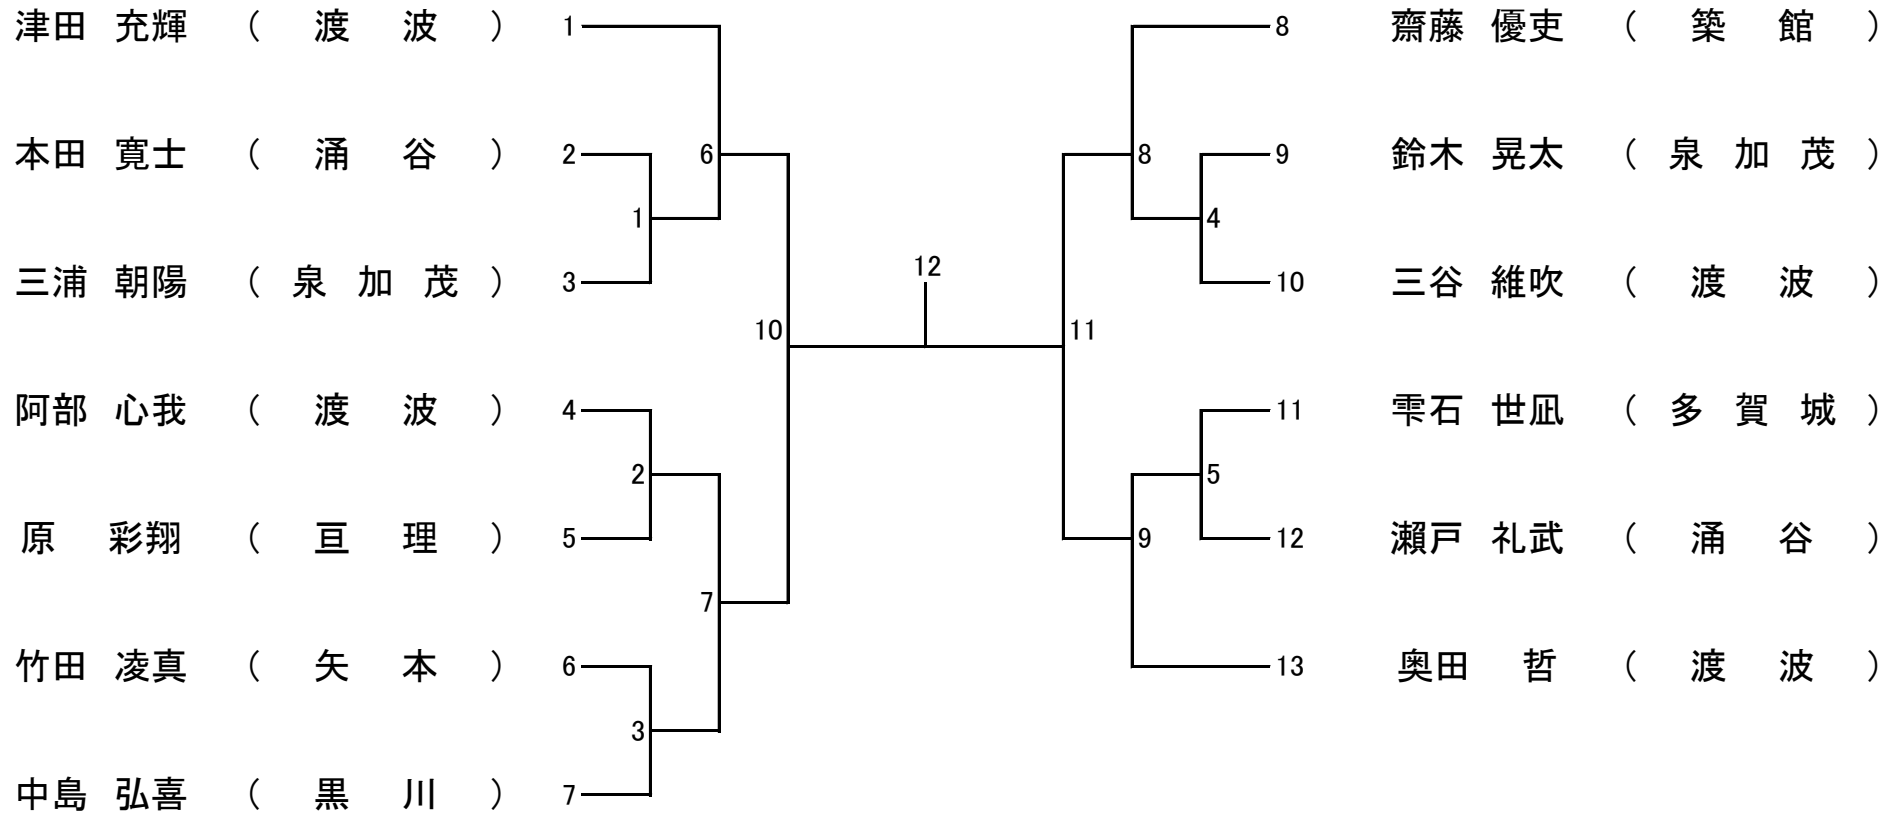 津田 充輝 ( 渡 波 ) 1
8 齋藤 優吏 ( 築 館 )
本田 寛士 ( 涌 谷 ) 2
6
8
9 鈴木 晃太 ( 泉 加 茂 )
1
4
三浦 朝陽 ( 泉 加 茂 ) 3
12
10 三谷 維吹 ( 渡 波 )
10
11
阿部 心我 ( 渡 波 ) 4
11 雫石 世凪 ( 多 賀 城 )
2
5
原 彩翔 ( 亘 理 ) 5
9
12 瀬戸 礼武 ( 涌 谷 )
7
竹田 凌真 ( 矢 本 ) 6
13 奥田 哲 ( 渡 波 )
3
中島 弘喜 ( 黒 川 ) 7